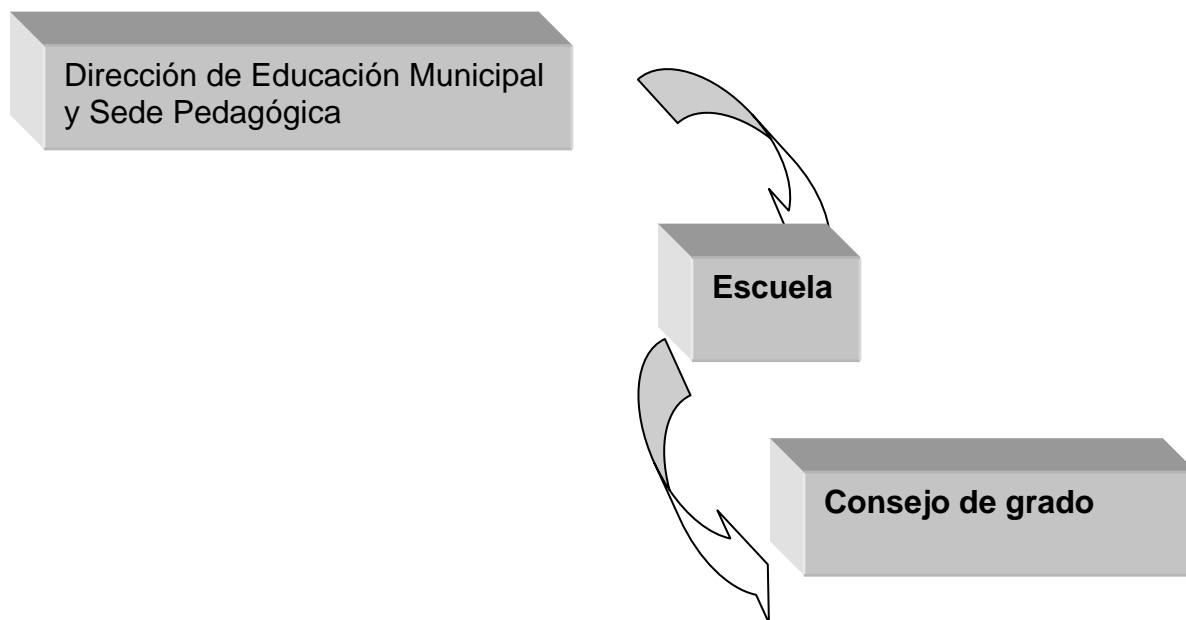 Dirección de Educación Municipal
y Sede Pedagógica
Escuela
Consejo de grado